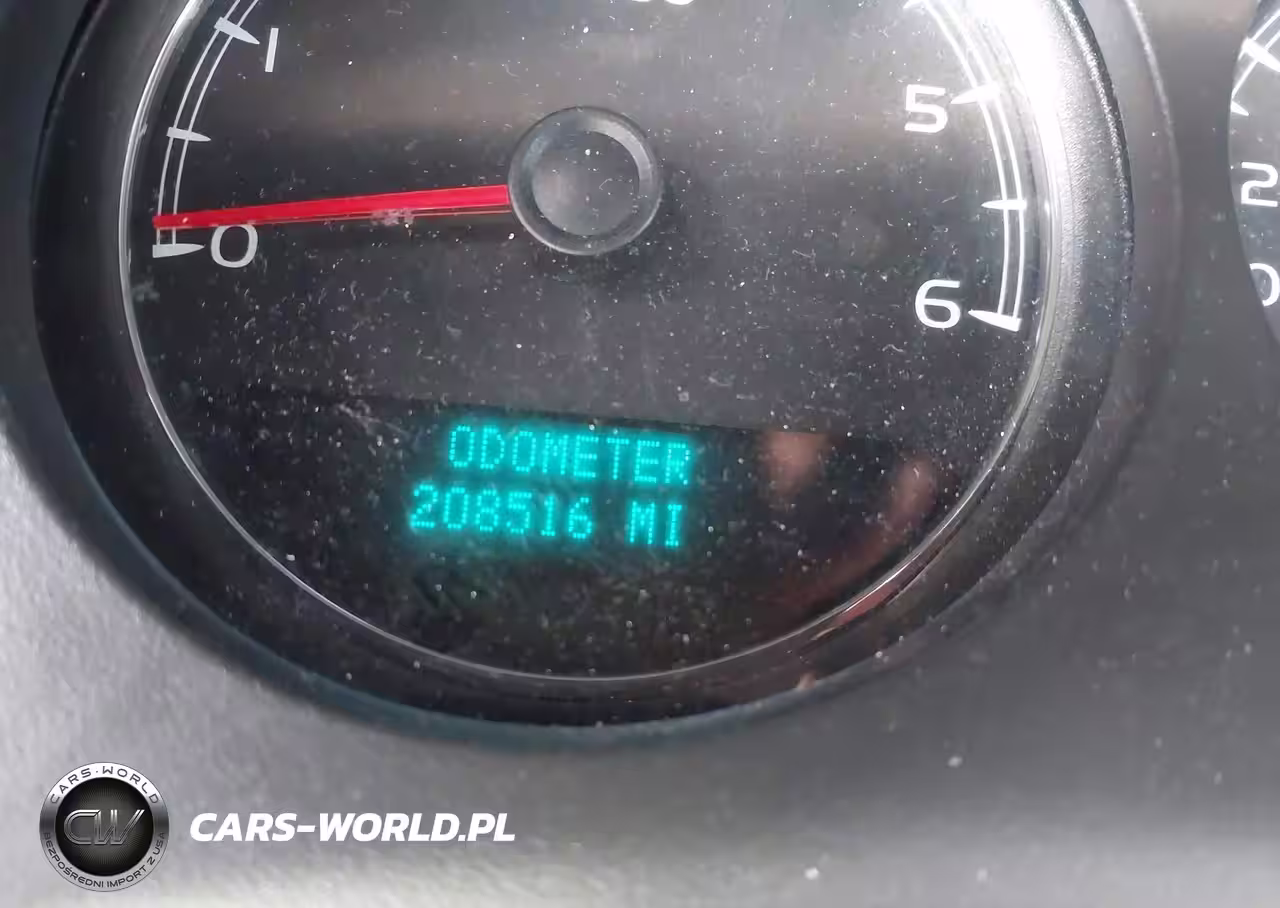 1
5
0
6
2
0
ODOMETER
208516 MI
CARS-WORLD
CW
BEZPOŚREDNI IMPORT Z USA
CARS-WORLD.PL